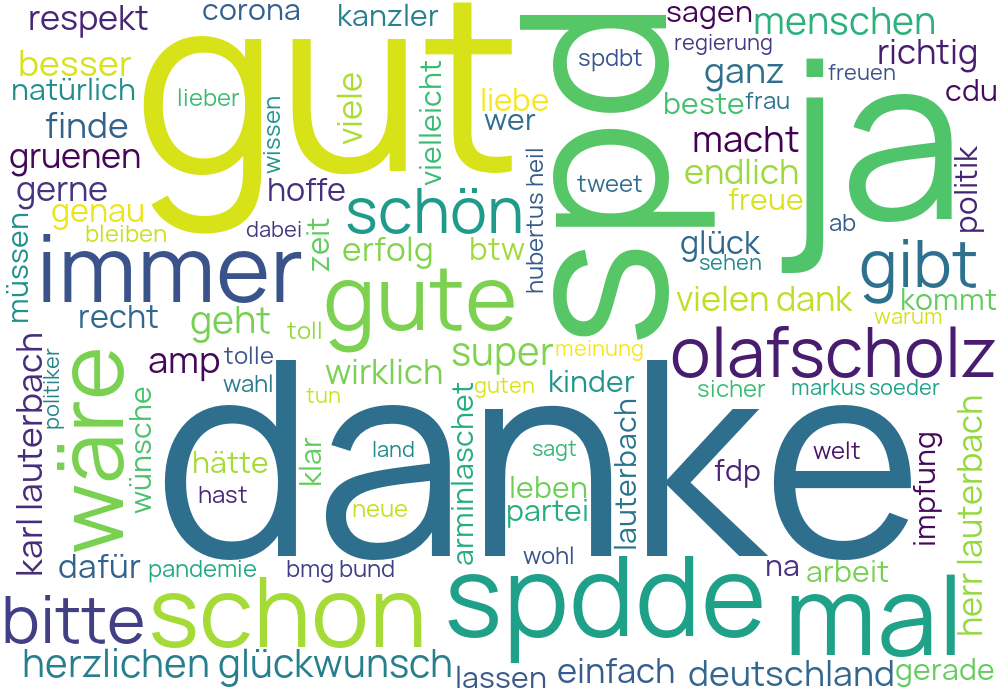 respekt
corona
kanzler
gut
spd
sagen
menschen
besser
natürlich
lieber
viele
vielleicht
liebe
wer
spdbt
regierung
ganz
freuen
richtig
cdu
finde
wissen
beste
frau
ja
gruenen
gerne
hoffe
genau
bleiben
dabei
schön
hubertus heil
tweet
macht
endlich
freue
ab
politik
müssen
immer
zeit
erfolg
btw
glück
sehen
gibt
recht
geht
toll
gute
vielen dank
kommt
warum
karl lauterbach
politiker
wäre
amp
tolle
wirklich
super
meinung
olafscholz
wünsche
wahl
tun
guten
kinder
sicher
markus soeder
danke
hätte
hast
klar
land
neue
arminlaschet
sagt
leben
partei
lauterbach
fdp
welt
impfung
herr lauterbach
dafür
pandemie
bmg bund
wohl
na
arbeit
bitte
schon
spdde
mal
herzlichen glückwunsch
lassen
einfach
deutschland
gerade